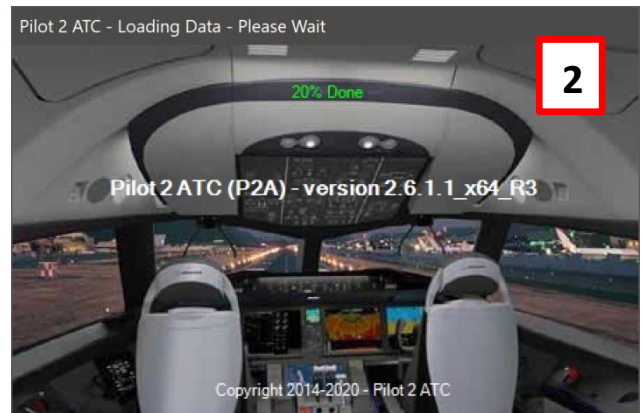 Pilot 2 ATC - Loading Data - Please Wait
2
20% Done
Pilot 2 ATC (P2A) - version 2.6.1.1_x64_R3
Copyright 2014-2020 - Pilot 2 ATC